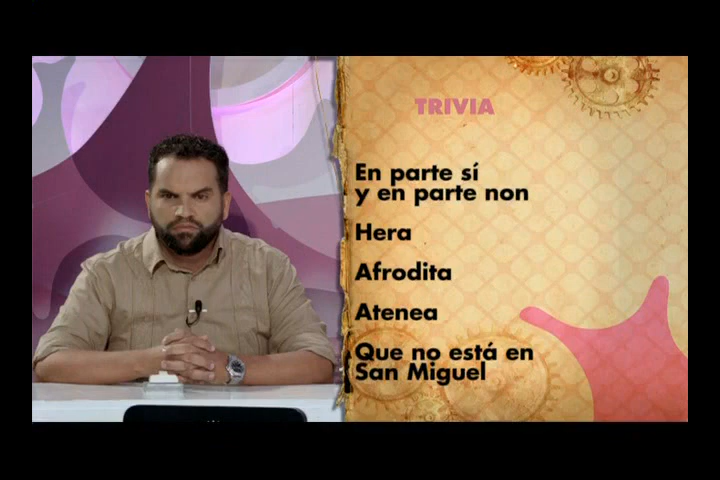 TRIVIA
En parte sí
y en parte non
Hera
Afrodita
Atenea
Que no está en
San Miguel